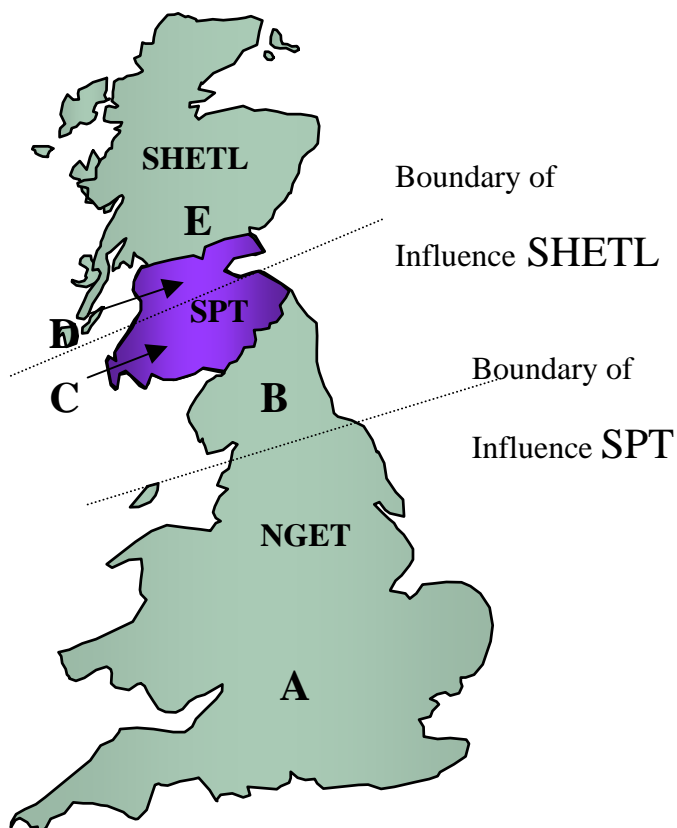 SHETL
Boundary of
E
Influence SHETL
SPT
D
Boundary of
C
B
Influence SPT
NGET
A